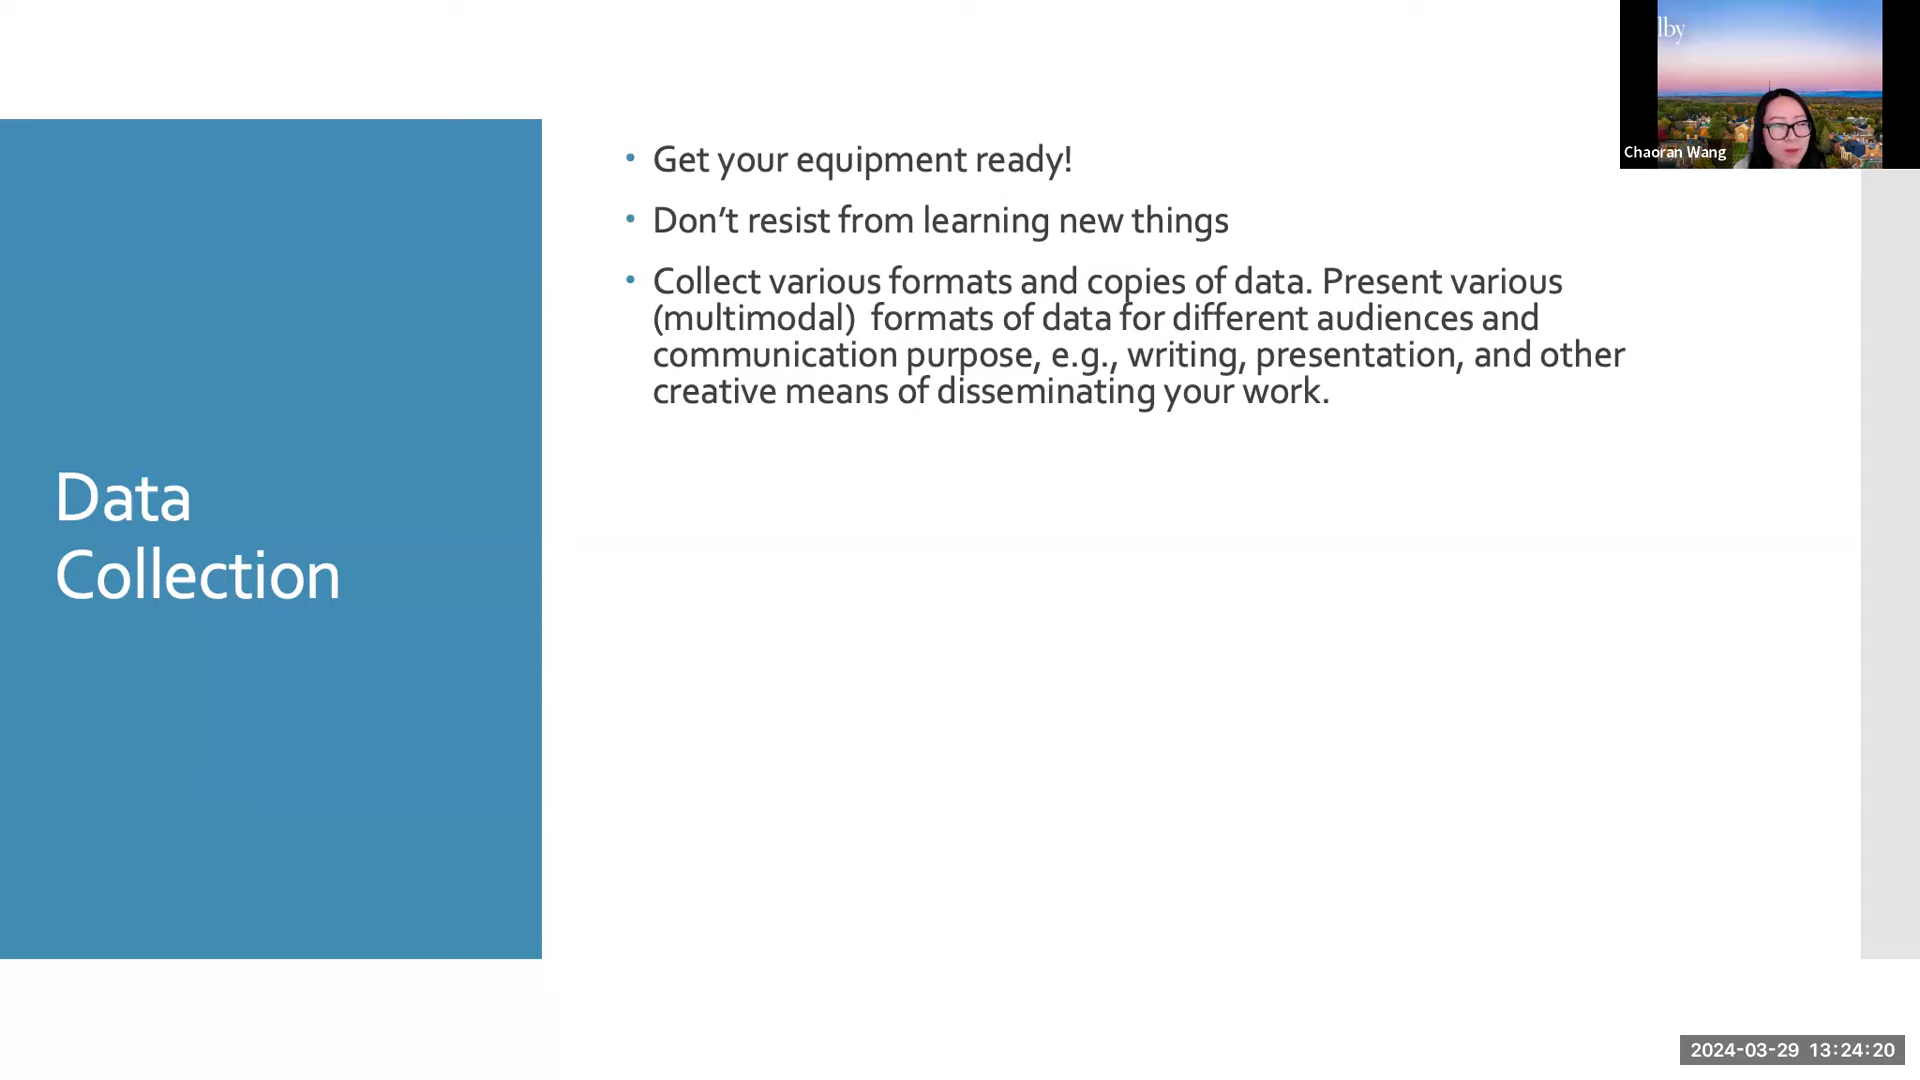 lby
Chaoran Wang
• Get your equipment ready!
• Don’t resist from learning new things
• Collect various formats and copies of data. Present various
(multimodal)  formats of data for different audiences and
communication purpose, e.g., writing, presentation, and other
creative means of disseminating your work.
Data
Collection
2024-03-29 13:24:20